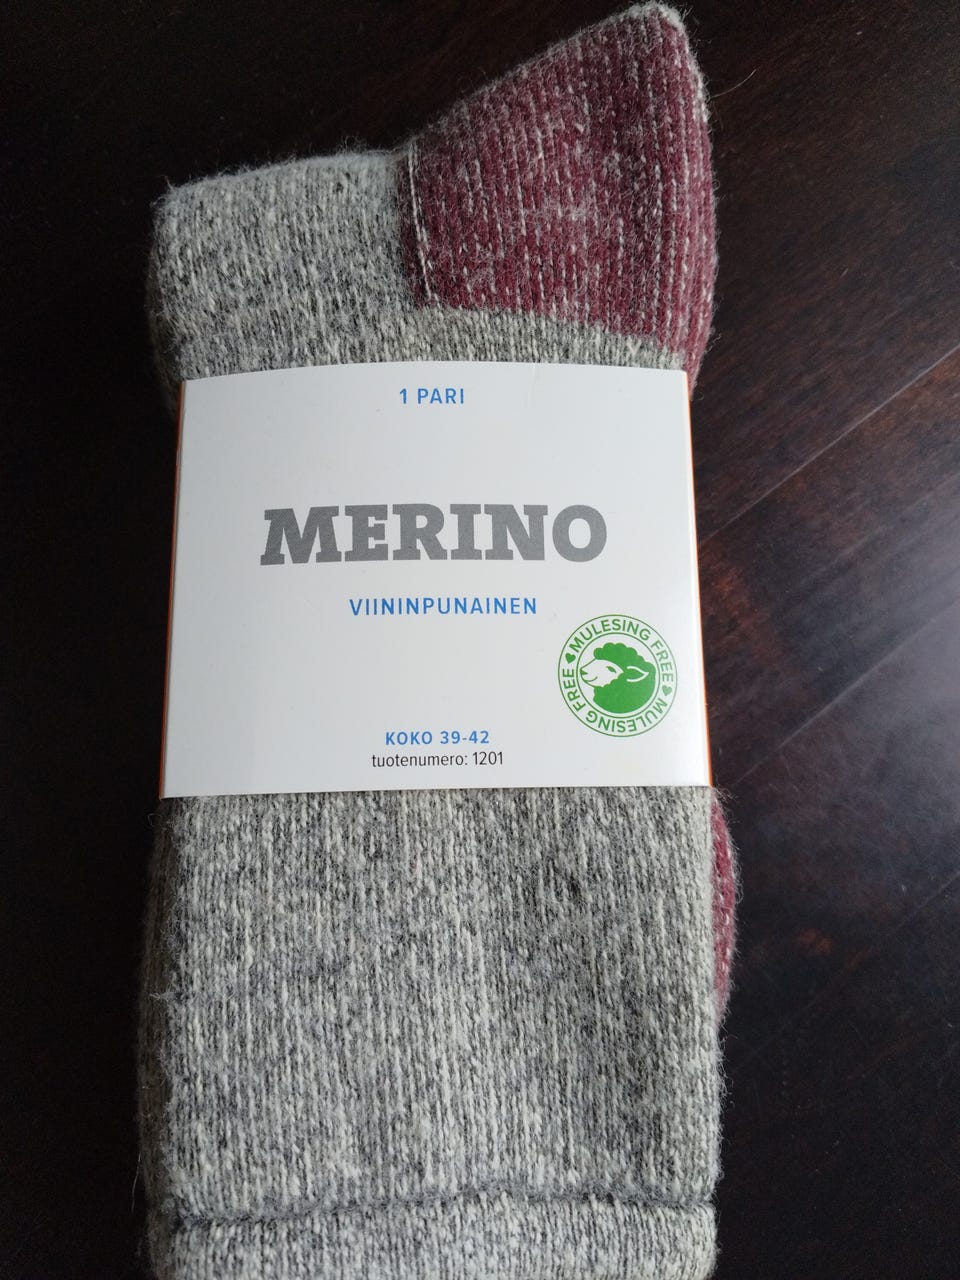 1 PARI
MERINO
VIININPUNAINEN
MULESING FREE MULESING FREE
KOKO 39-42
tuotenumero: 1201